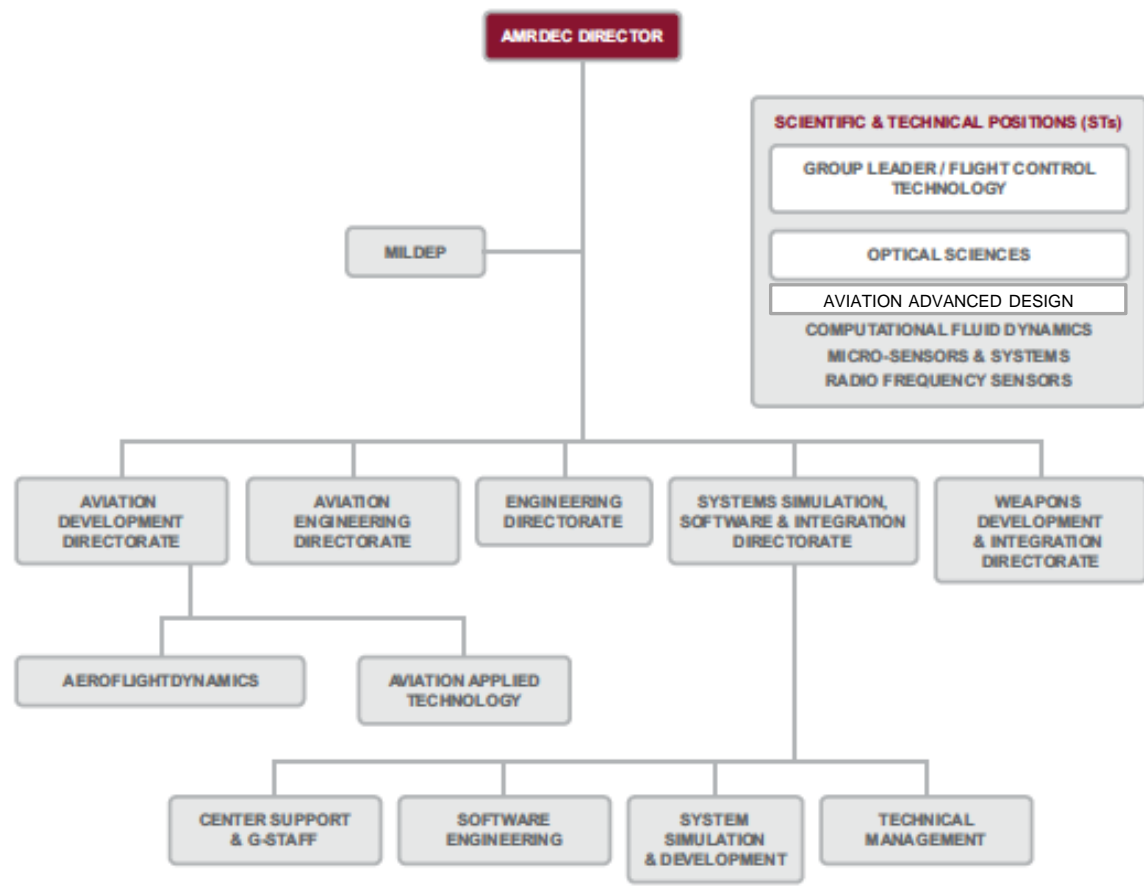 AMRDEC DIRECTOR
SCIENTIFIC & TECHNICAL POSITIONS (STs)
GROUP LEADER / FLIGHT CONTROL
TECHNOLOGY
MILDEP
OPTICAL SCIENCES
AVIATION ADVANCED DESIGN
COMPUTATIONAL FLUID DYNAMICS
MICRO-SENSORS & SYSTEMS
RADIO FREQUENCY SENSORS
AVIATION
DEVELOPMENT
DIRECTORATE
AVIATION
ENGINEERING
DIRECTORATE
ENGINEERING
DIRECTORATE
SYSTEMS SIMULATION,
SOFTWARE & INTEGRATION
DIRECTORATE
WEAPONS
DEVELOPMENT
& INTEGRATION
DIRECTORATE
AEROFLIGHTDYNAMICS
AVIATION APPLIED
TECHNOLOGY
CENTER SUPPORT
& G-STAFF
SOFTWARE
ENGINEERING
SYSTEM
SIMULATION
& DEVELOPMENT
TECHNICAL
MANAGEMENT